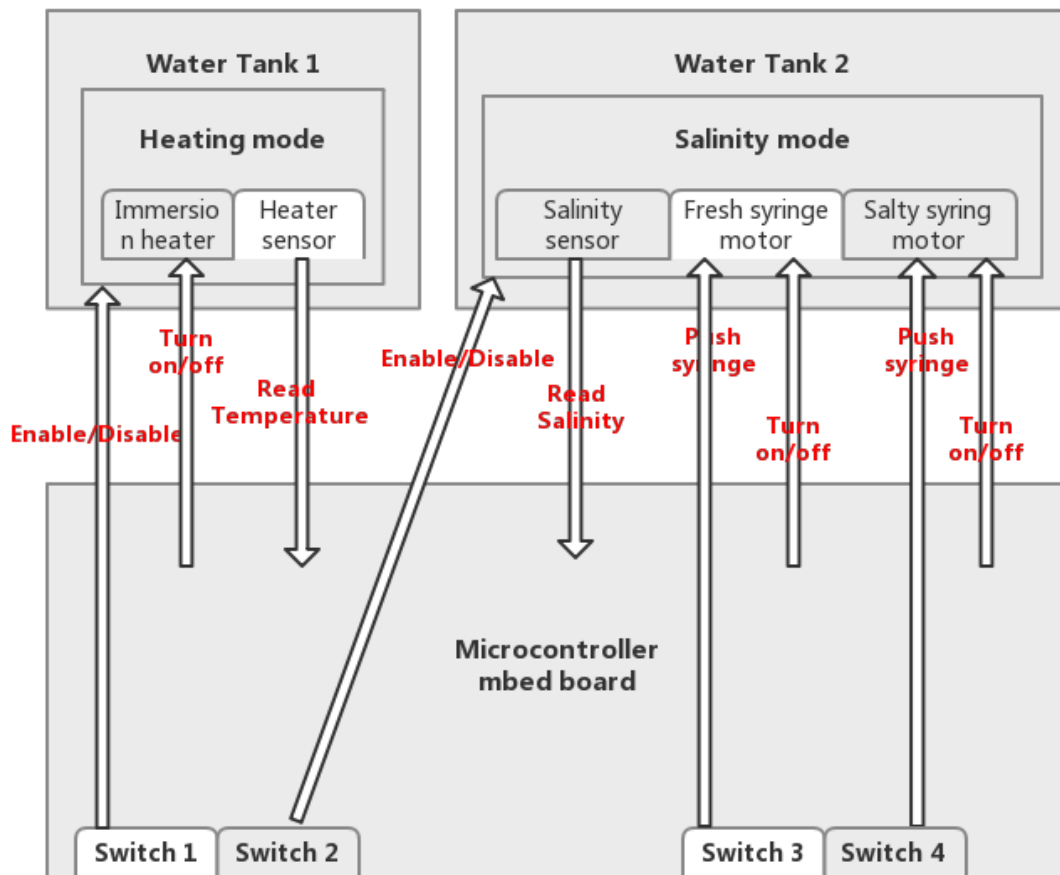 Water Tank 1
Water Tank 2
Heating mode
Salinity mode
Immersio
n heater
Heater
sensor
Salinity
sensor
Fresh syringe
motor
Salty syring
motor
Turn
on/off
Enable/Disable
Read
Temperature
Enable/Disable
Read
Salinity
Push
syringe
Turn
on/off
Push
syringe
Turn
on/off
Microcontroller
mbed board
Switch 1
Switch 2
Switch 3
Switch 4